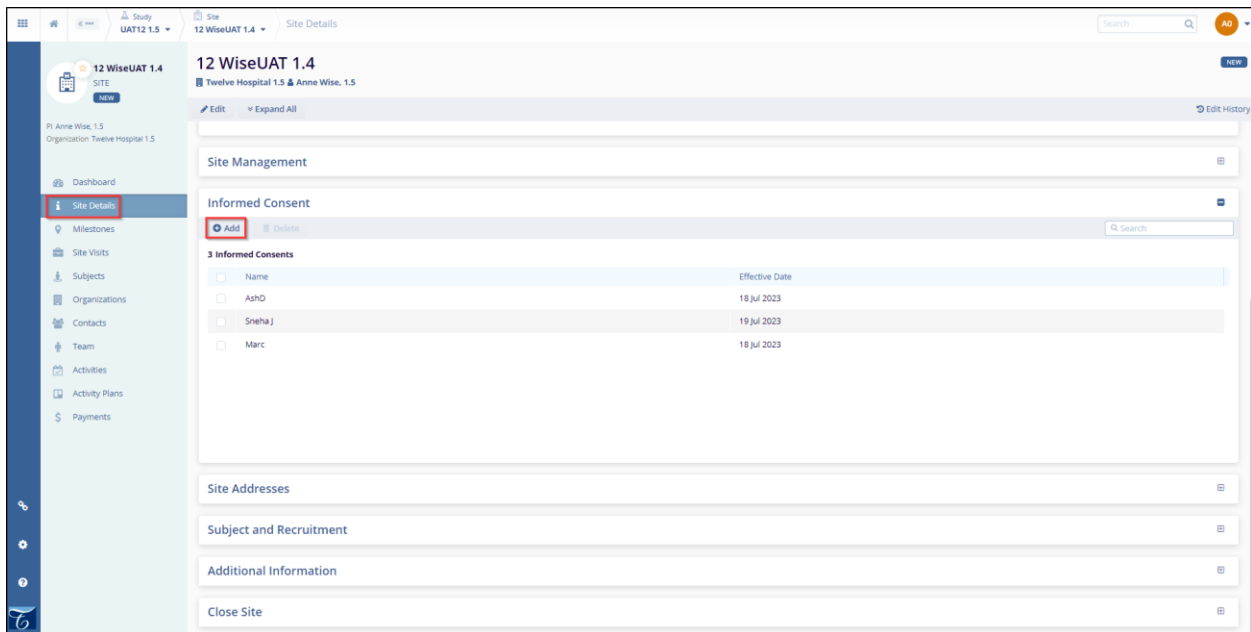 Study
UAT12 1.5
Site
12 WiseUAT 1.4
Site Details
Search
AO
12 WiseUAT 1.4
SITE
NEW
PI Anne Wise, 1.5
Organization Twelve Hospital 1.5
Dashboard
Site Details
Milestones
Site Visits
Subjects
Organizations
Contacts
Team
Activities
Activity Plans
Payments
12 WiseUAT 1.4
NEW
Twelve Hospital 1.5 Anne Wise, 1.5
Edit Expand All Edit History
Site Management
Informed Consent
Add Delete Search
3 Informed Consents
Name Effective Date
AshD 18 Jul 2023
Sneha J 19 Jul 2023
Marc 18 Jul 2023
Site Addresses
Subject and Recruitment
Additional Information
Close Site